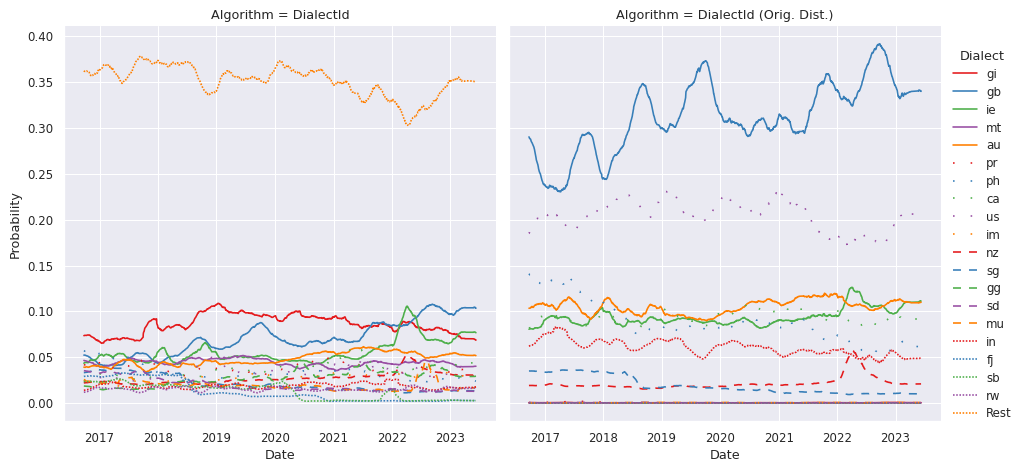 Algorithm = DialectId
Algorithm = DialectId (Orig. Dist.)
Probability
0.40
0.35
0.30
0.25
0.20
0.15
0.10
0.05
0.00
2017 2018 2019 2020 2021 2022 2023
Date
2017 2018 2019 2020 2021 2022 2023
Date
Dialect
gi
gb
ie
mt
au
pr
ph
ca
us
im
nz
sg
gg
sd
mu
in
fj
sb
rw
Rest